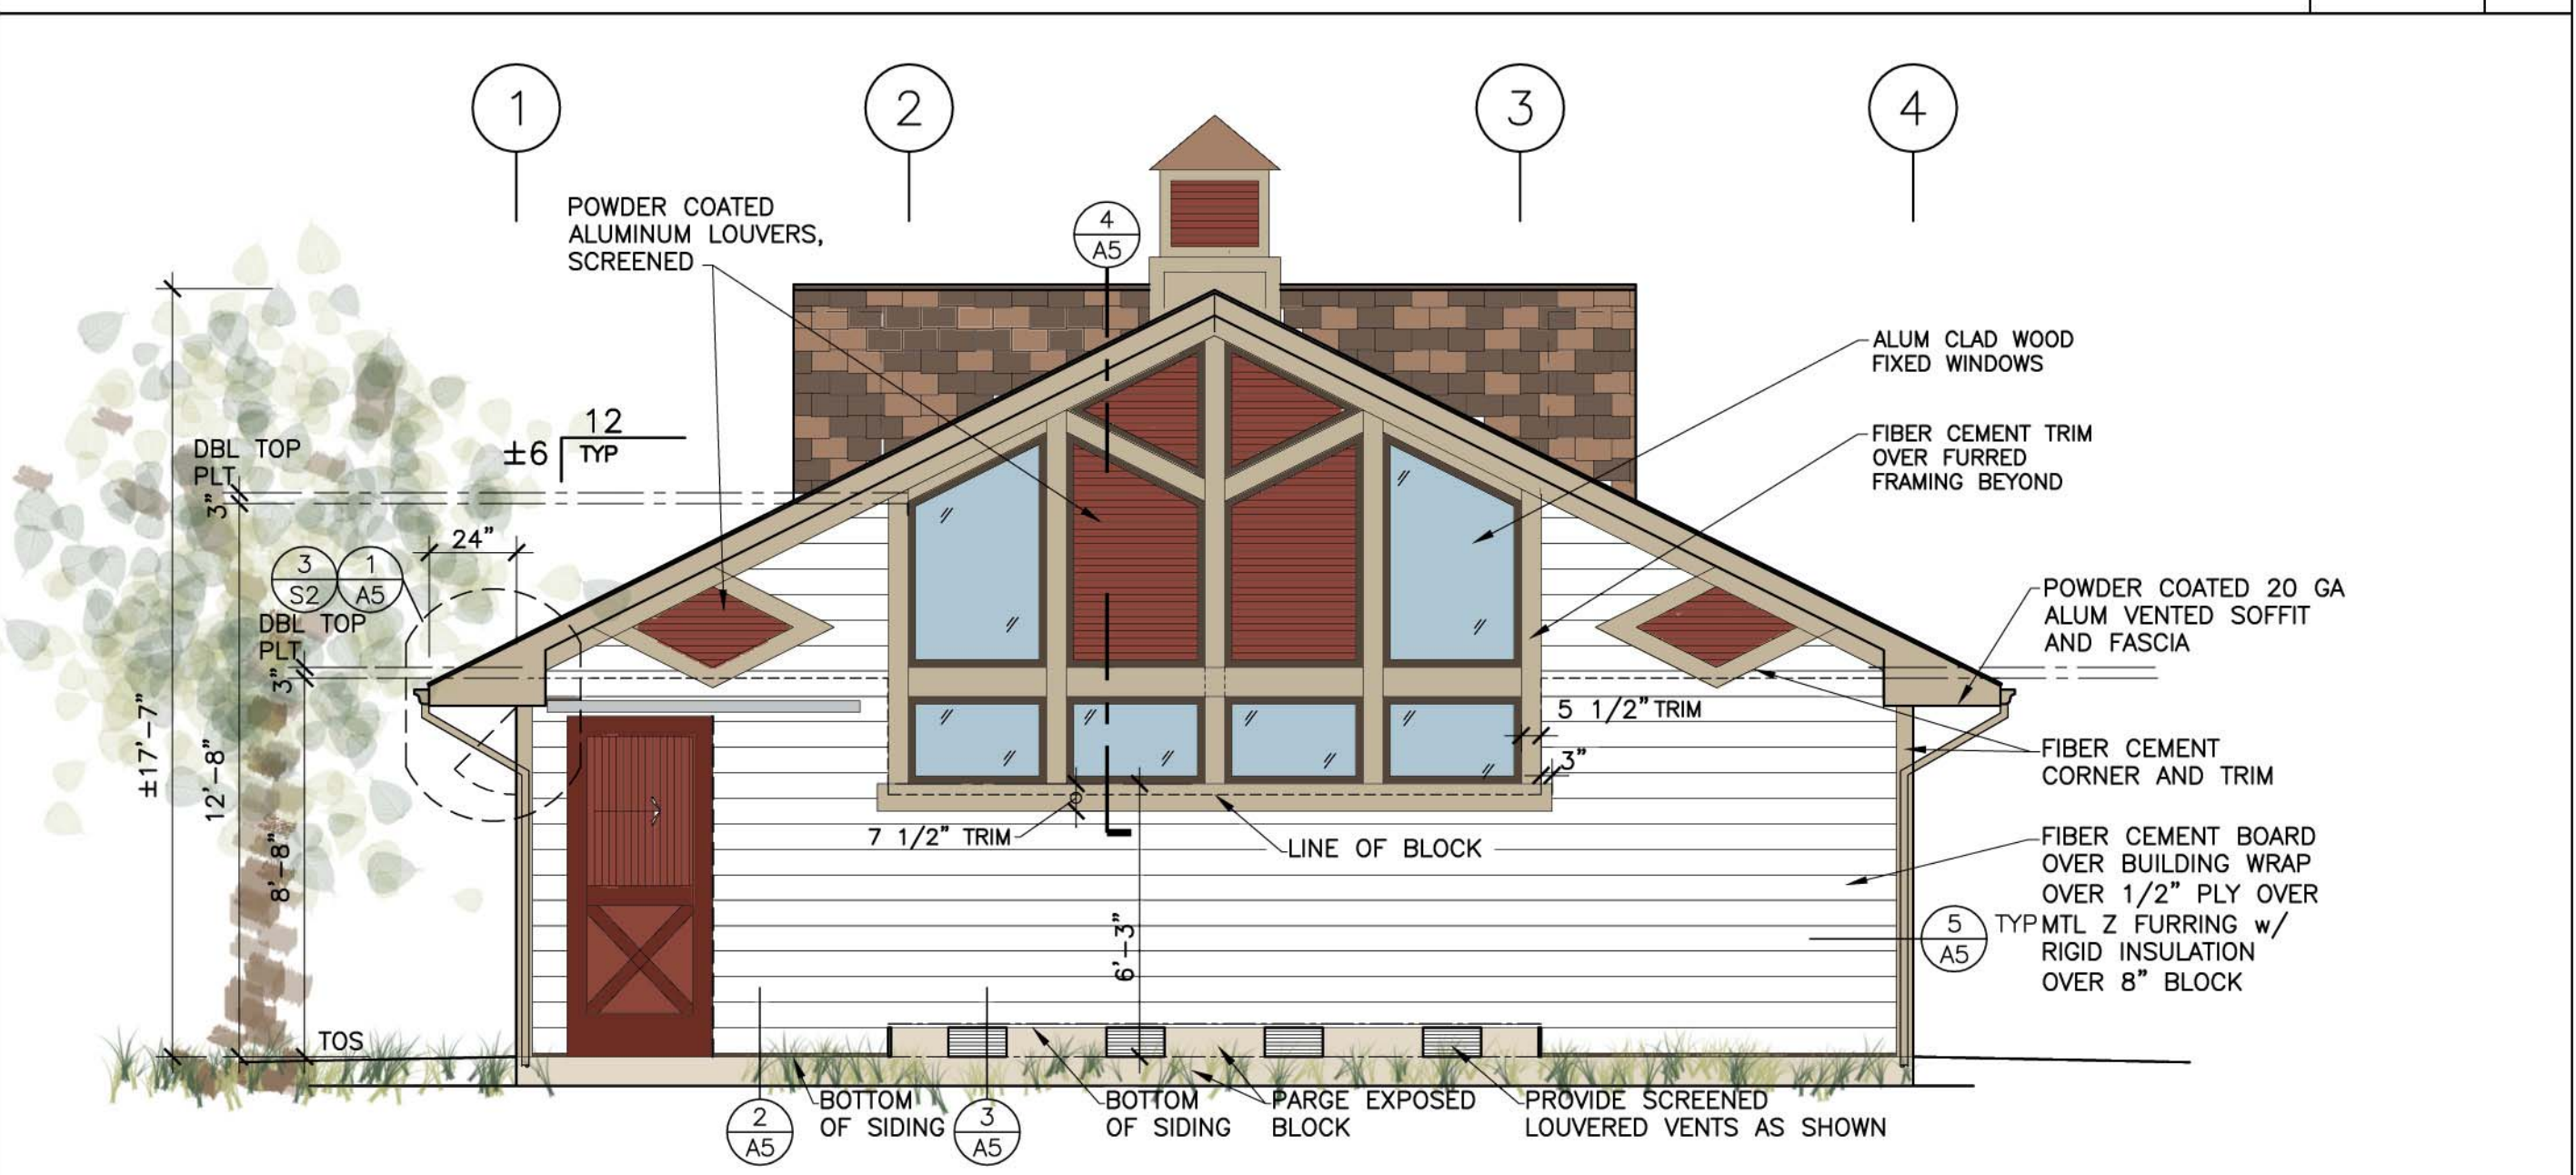 1
2
3
4
POWDER COATED
ALUMINUM LOUVERS,
SCREENED
4
A5
ALUM CLAD WOOD
FIXED WINDOWS
12
±6
TYP
FIBER CEMENT TRIM
OVER FURRED
FRAMING BEYOND
DBL TOP
PLT
3"
24"
3
S2
1
A5
DBL TOP
PLT
3"
POWDER COATED 20 GA
ALUM VENTED SOFFIT
AND FASCIA
±17'-7"
12'-8"
8'-8"
5 1/2" TRIM
3"
FIBER CEMENT
CORNER AND TRIM
7 1/2" TRIM
LINE OF BLOCK
6'-3"
FIBER CEMENT BOARD
OVER BUILDING WRAP
OVER 1/2" PLY OVER
MTL Z FURRING w/
RIGID INSULATION
OVER 8" BLOCK
5
A5
TYP
TOS
2
A5
BOTTOM
OF SIDING
3
A5
BOTTOM
OF SIDING
PARGE EXPOSED
BLOCK
PROVIDE SCREENED
LOUVERED VENTS AS SHOWN